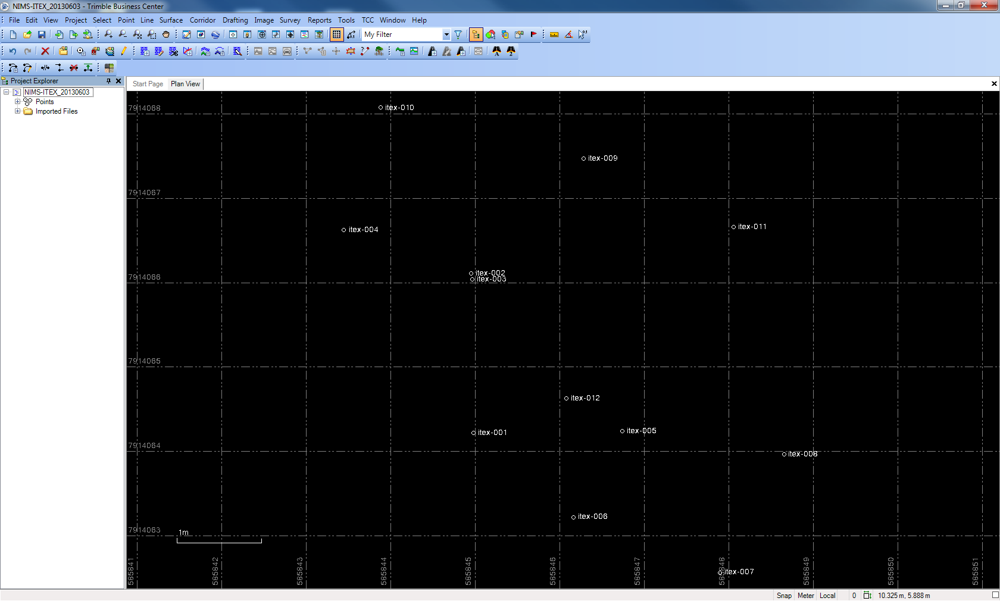 NIMS-ITEX_20130603 - Trimble Business Center
File Edit View Project Select Point Line Surface Corridor Drafting Image Survey Reports Tools TCC Window Help
My Filter
Project Explorer
NIMS-ITEX_20130603
Points
Imported Files
Start Page Plan View
7914068
itex-010
itex-009
7914067
itex-004
itex-011
itex-002
itex-003
7914066
7914065
itex-012
itex-001
itex-005
7914064
itex-008
itex-006
7914063
1m
585841 585842 585843 585844 585845 585846 585847 585848 585849 585850 585851
itex-007
Snap Meter Local 0 10.325 m, 5.888 m